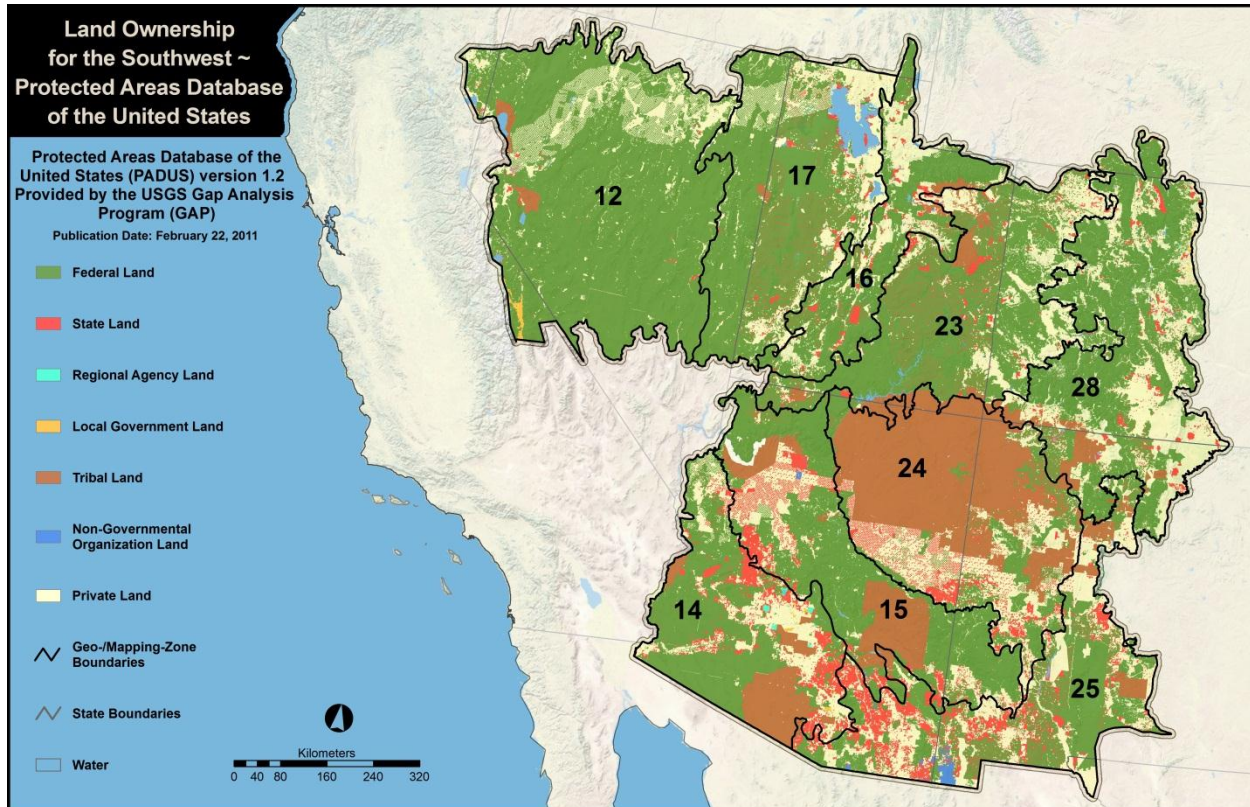 Land Ownership
for the Southwest ~
Protected Areas Database
of the United States
Protected Areas Database of the
United States (PADUS) version 1.2
Provided by the USGS Gap Analysis
Program (GAP)
Publication Date: February 22, 2011
Federal Land
State Land
Regional Agency Land
Local Government Land
Tribal Land
Non-Governmental
Organization Land
Private Land
Geo-/Mapping-Zone
Boundaries
State Boundaries
Water
Kilometers
0 20 40 80 160 240 320
12
17
16
23
28
24
14
15
25